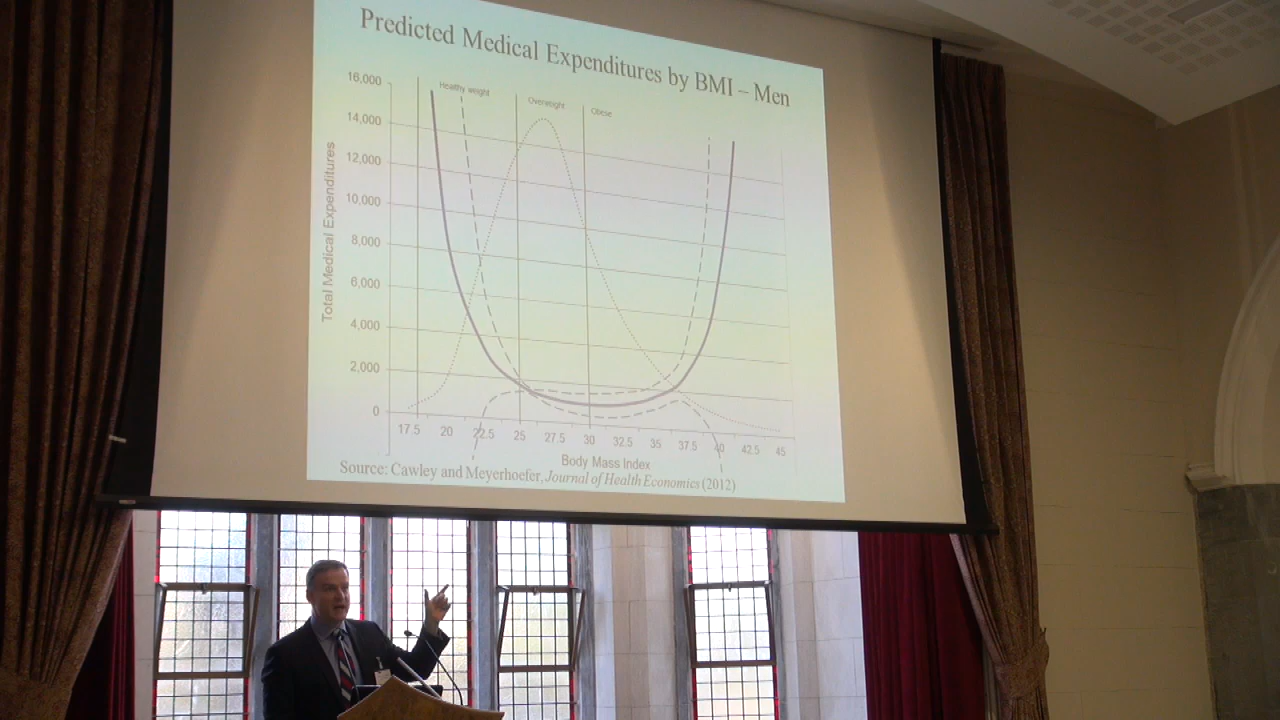 Predicted Medical Expenditures by BMI – Men
Healthy weight
Overweight
Obese
16,000
14,000
12,000
10,000
8,000
6,000
4,000
2,000
0
Total Medical Expenditures
17.5 20 22.5 25 27.5 30 32.5 35 37.5 40 42.5 45
Body Mass Index
Source: Cawley and Meyerhoefer, Journal of Health Economics (2012)